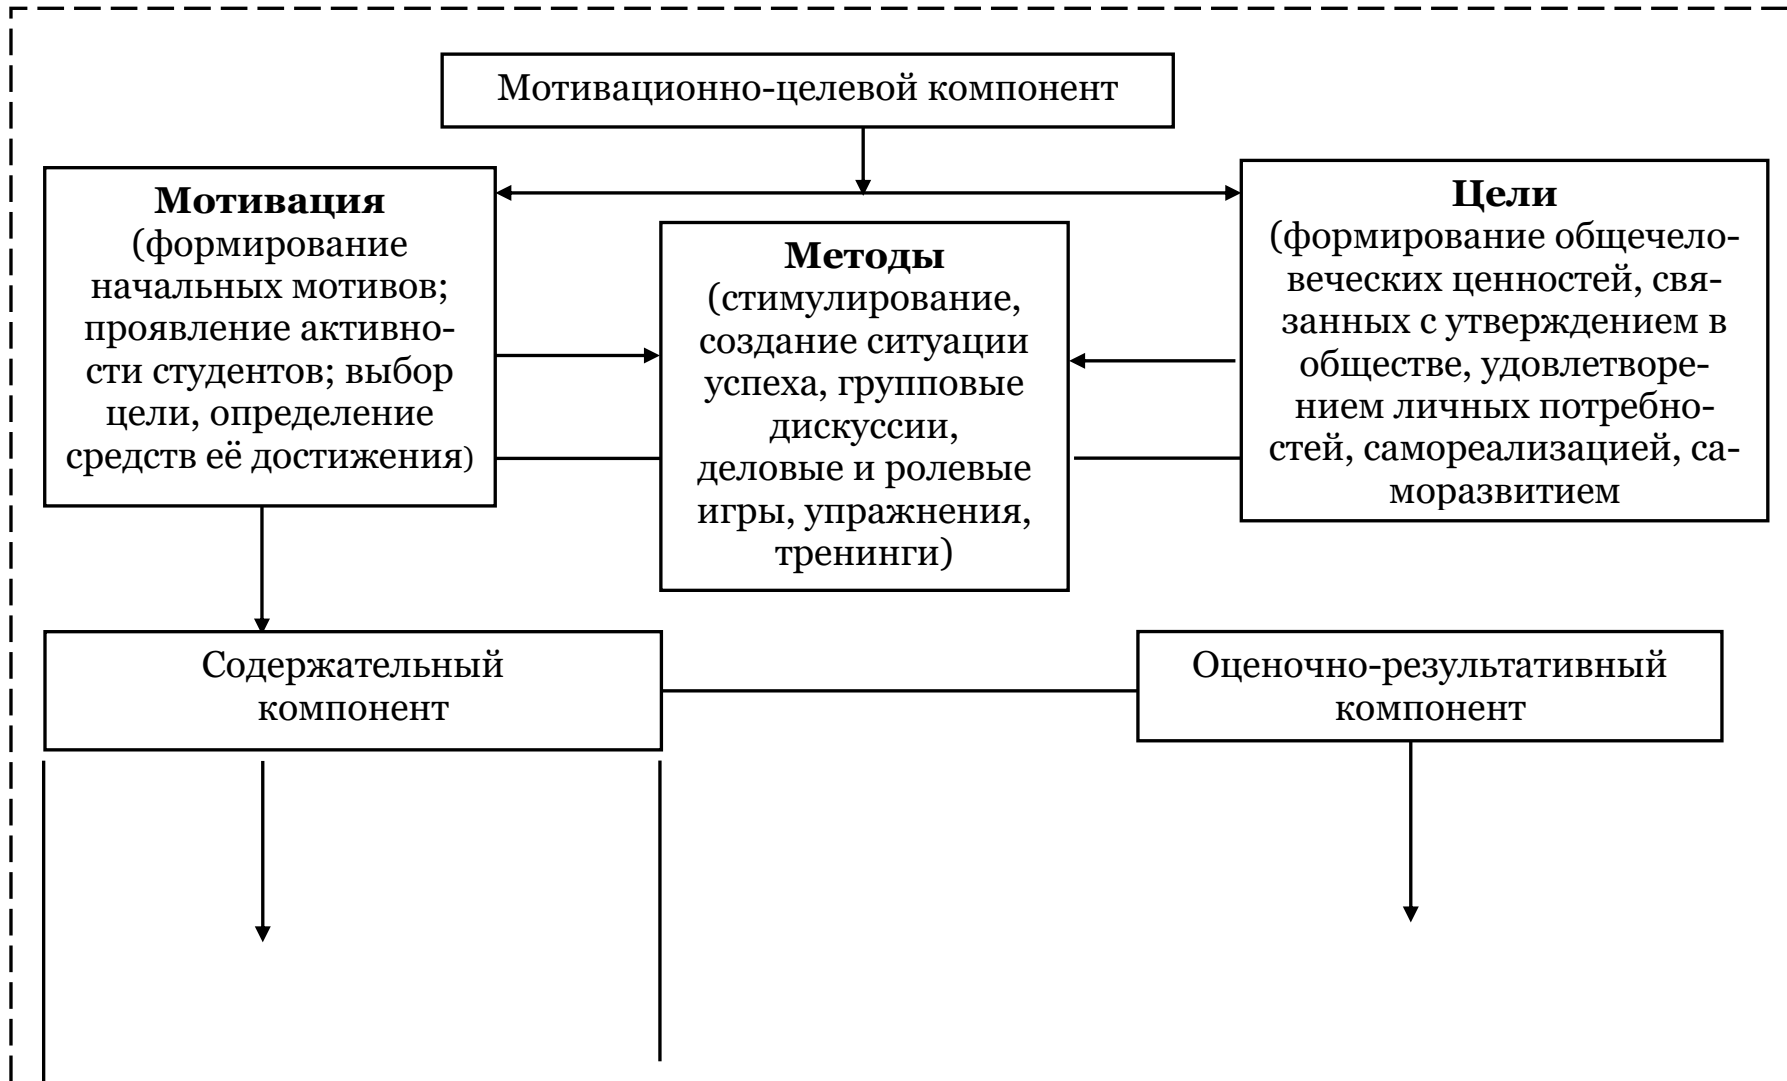 Мотивационно-целевой компонент
Мотивация
(формирование
начальных мотивов;
проявление активно-
сти студентов; выбор
цели, определение
средств её достижения)
Методы
(стимулирование,
создание ситуации
успеха, групповые
дискуссии,
деловые и ролевые
игры, упражнения,
тренинги)
Цели
(формирование общечело-
веческих ценностей, свя-
занных с утверждением в
обществе, удовлетворе-
нием личных потребно-
стей, самореализацией, са-
моразвитием
Содержательный
компонент
Оценочно-результативный
компонент